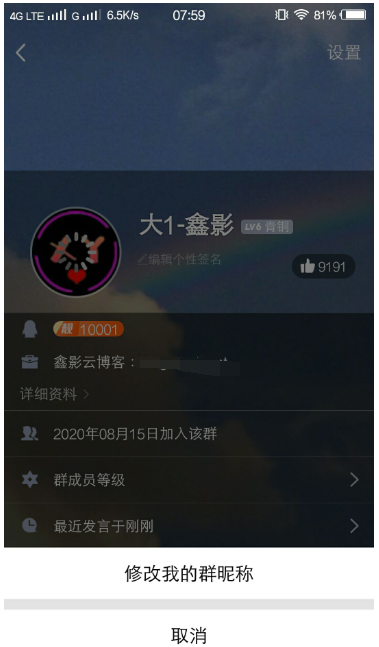 4G LTE G 6.5K/s 07:59 81%
设置
大1-鑫影 LV6 青铜
编辑个性签名
9191
靓 10001
鑫影云博客：
详细资料
2020年08月15日加入该群
群成员等级
最近发言于刚刚
修改我的群昵称
取消